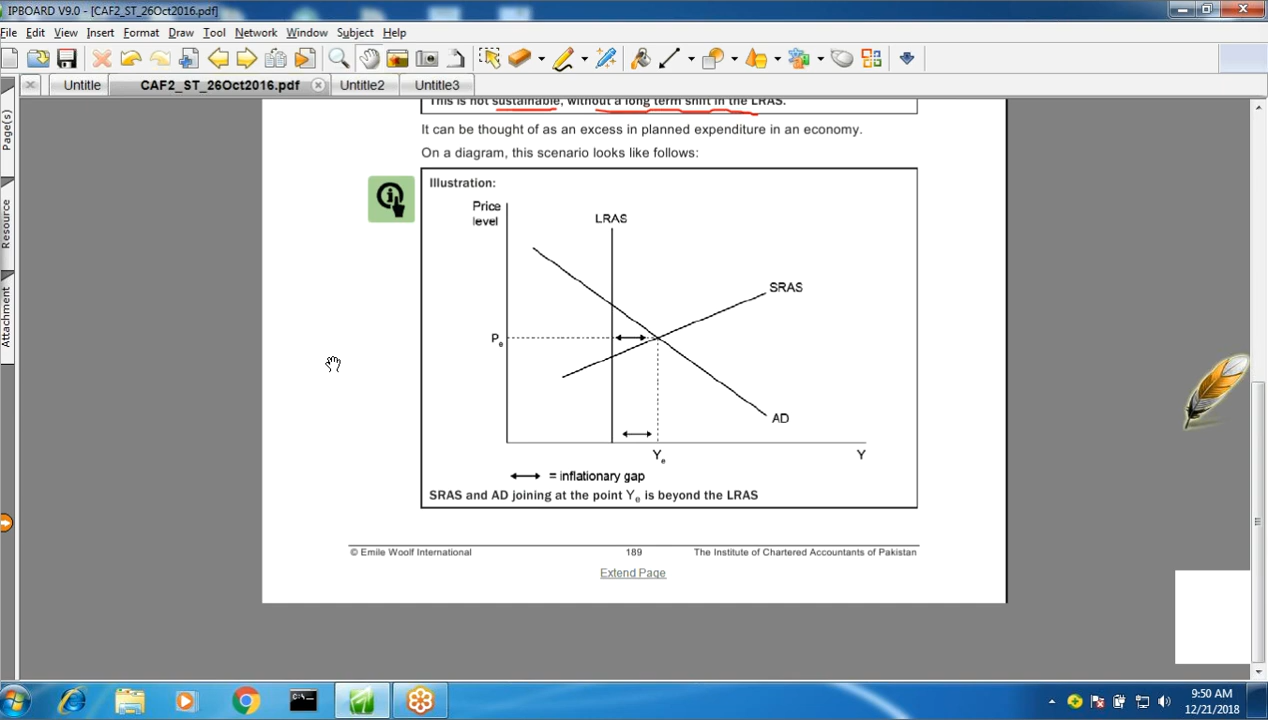 IPBOARD V9.0 - [CAF2_ST_26Oct2016.pdf]
File Edit View Insert Format Draw Tool Network Window Subject Help
Untitle CAF2_ST_26Oct2016.pdf Untitle2 Untitle3
Page(s)
Resource
Attachment
This is not sustainable, without a long term shift in the LRAS.
It can be thought of as an excess in planned expenditure in an economy.
On a diagram, this scenario looks like follows:
Illustration:
Price
level
LRAS
SRAS
Pe
AD
Ye
Y
= inflationary gap
SRAS and AD joining at the point Ye is beyond the LRAS
© Emile Woolf International 189 The Institute of Chartered Accountants of Pakistan
Extend Page
9:50 AM
12/21/2018